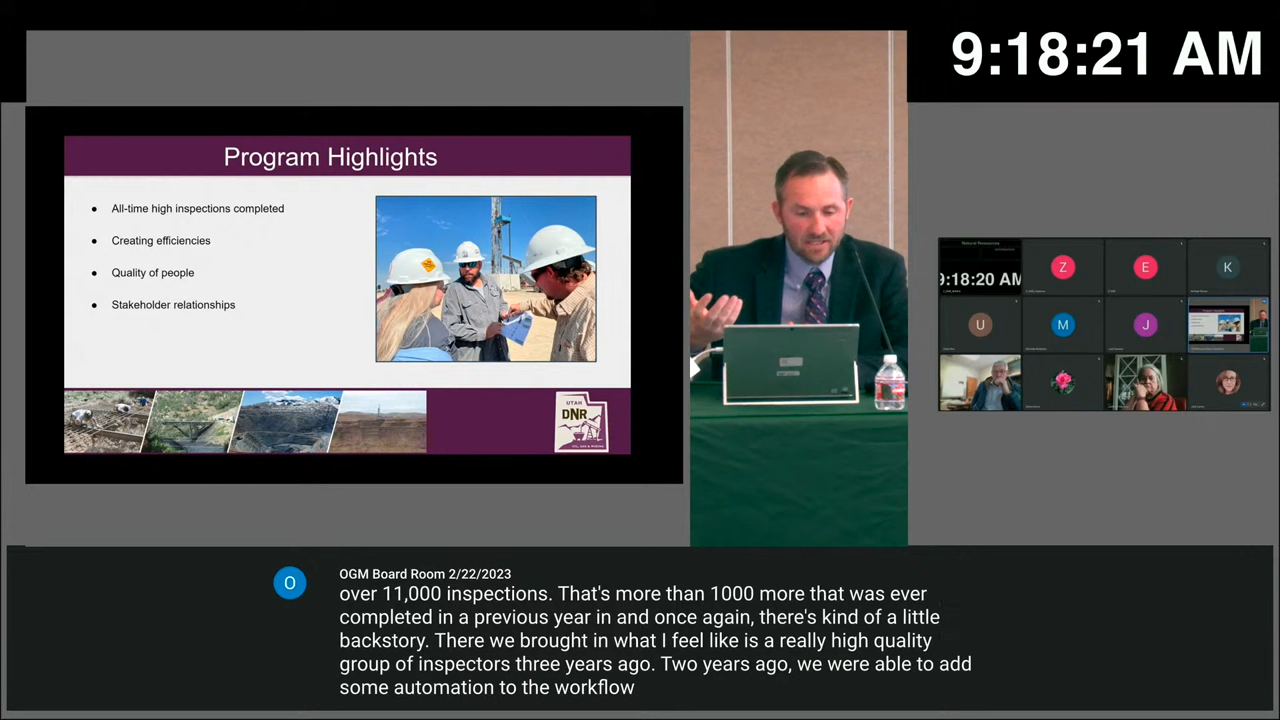 9:18:21 AM
Program Highlights
● All-time high inspections completed
● Creating efficiencies
● Quality of people
● Stakeholder relationships
UTAH
DNR
OIL, GAS & MINING
9:18:20 AM
Z
E
K
U
M
J
O
OGM Board Room 2/22/2023
over 11,000 inspections. That's more than 1000 more that was ever
completed in a previous year in and once again, there's kind of a little
backstory. There we brought in what I feel like is a really high quality
group of inspectors three years ago. Two years ago, we were able to add
some automation to the workflow